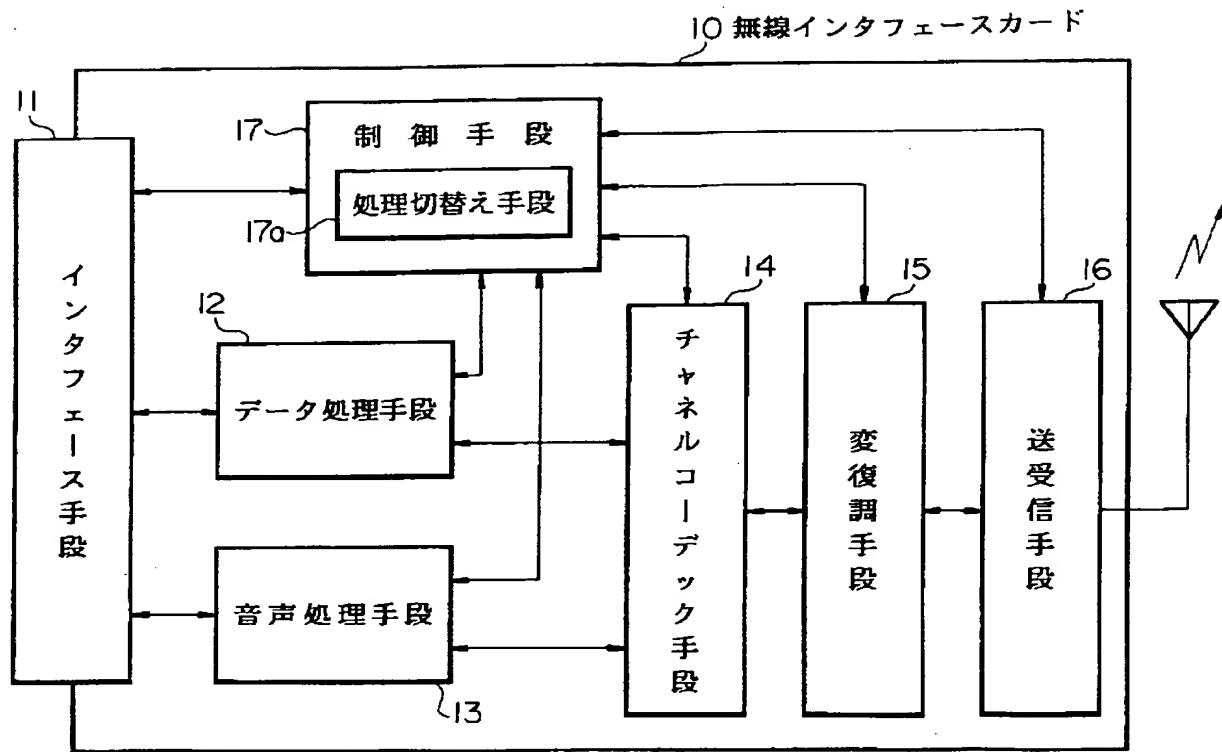 10 無線インタフェースカード
11
インタフェース手段
17
制御手段
処理切替え手段
17a
12
データ処理手段
音声処理手段
13
14
チャネルコーデック手段
15
変復調手段
16
送受信手段